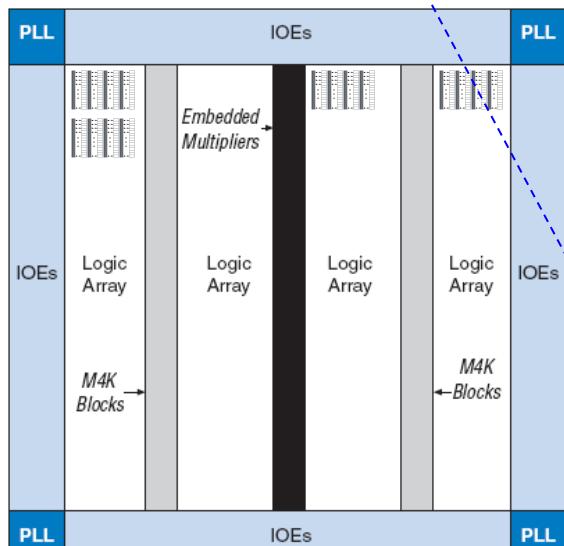 PLL
IOEs
PLL
Embedded
Multipliers
IOEs
Logic
Array
Logic
Array
Logic
Array
Logic
Array
IOEs
M4K
Blocks
M4K
Blocks
PLL
IOEs
PLL